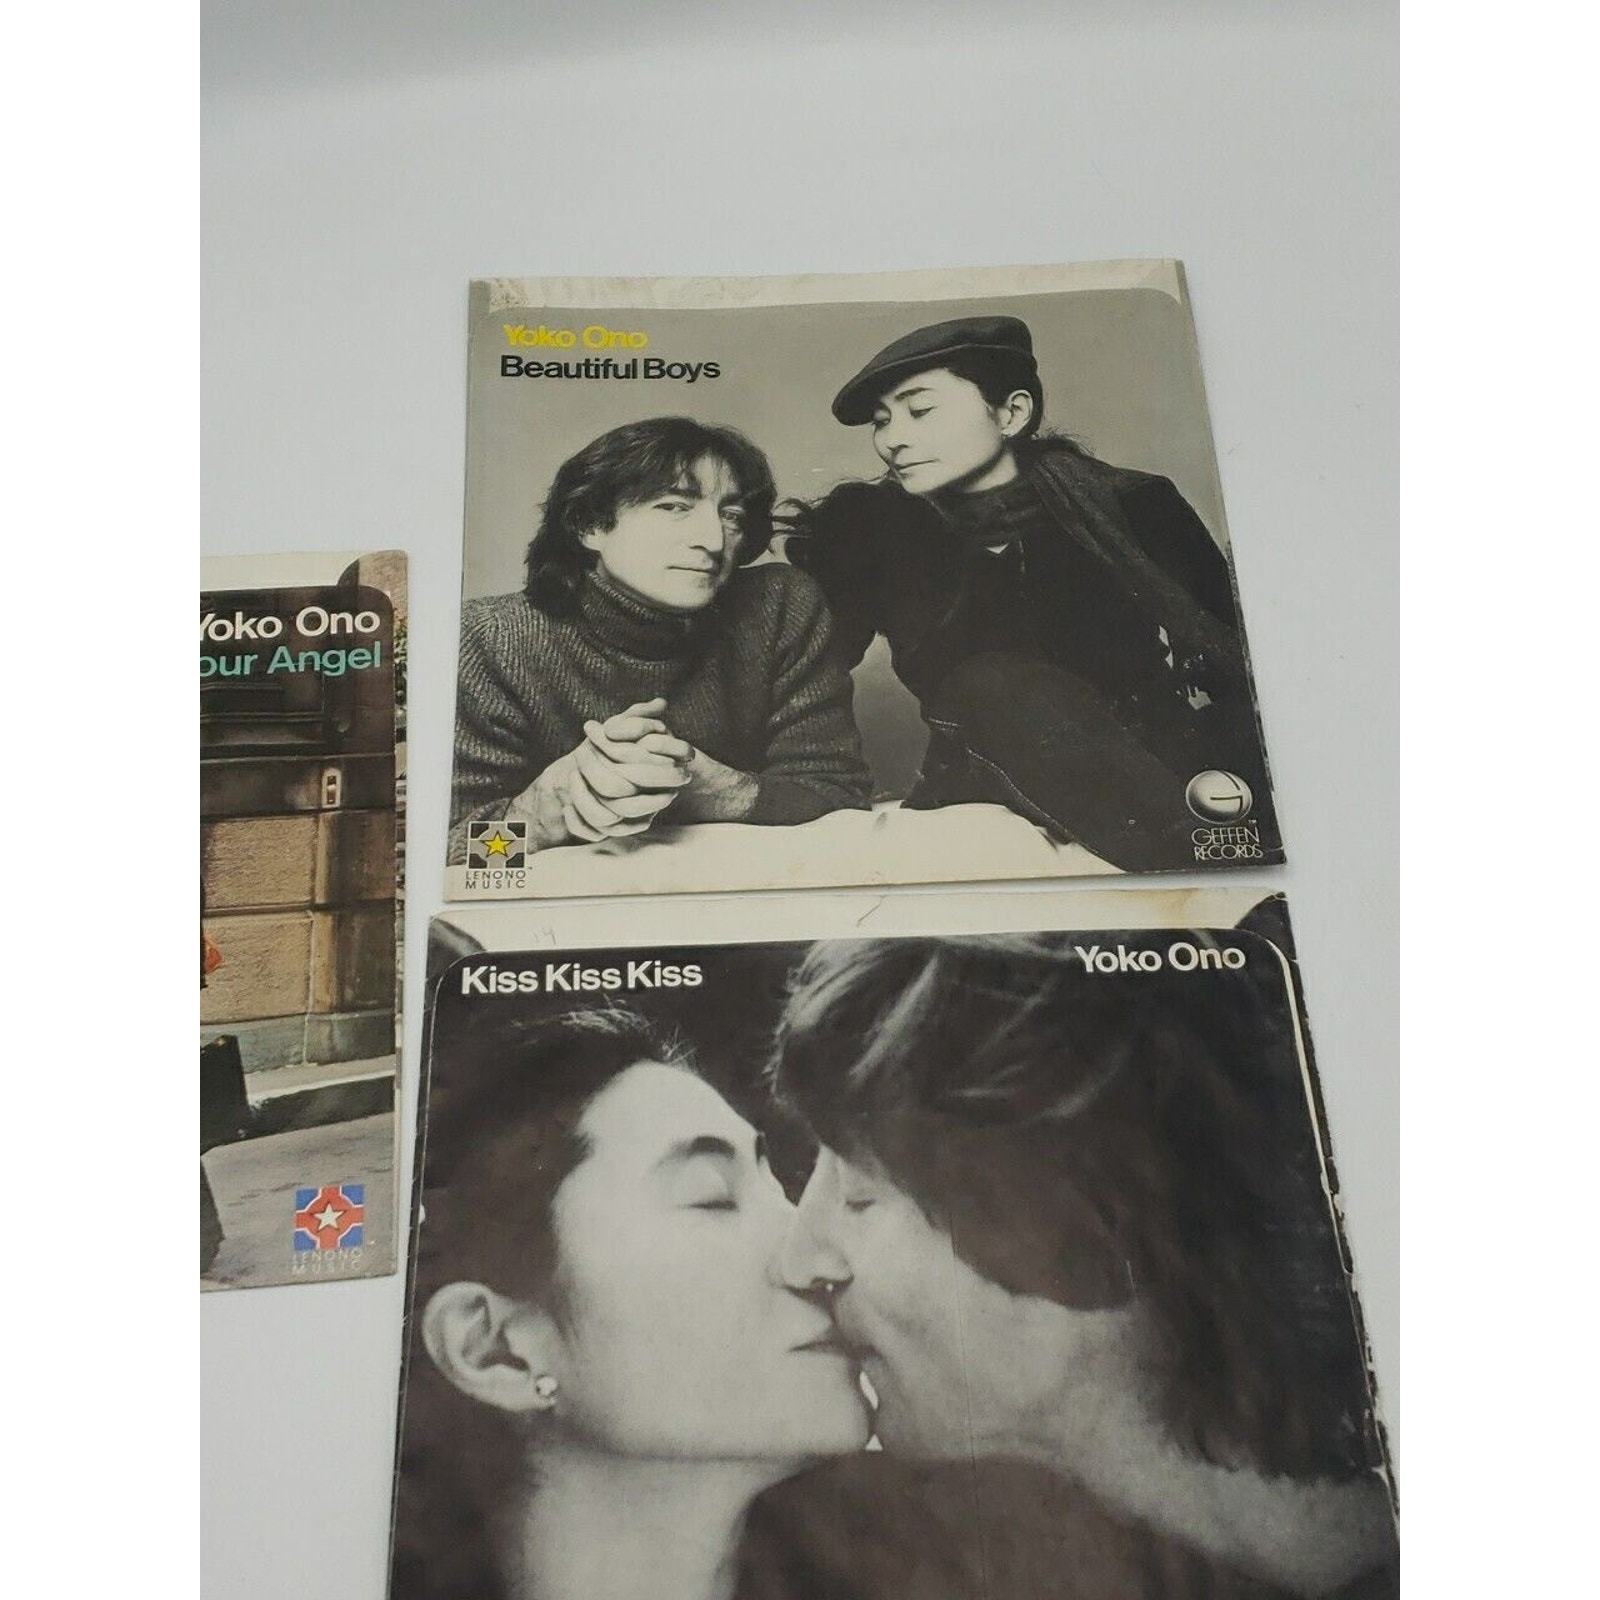 Yoko Ono
Beautiful Boys
LENONO
MUSIC
GEFFEN
RECORDS
Yoko Ono
our Angel
LENONO
MUSIC
Kiss Kiss Kiss
Yoko Ono